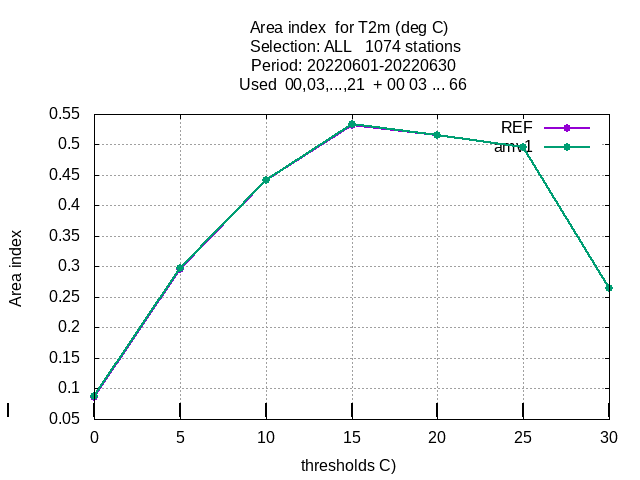 Area index  for T2m (deg C)
Selection: ALL   1074 stations
Period: 20220601-20220630
Used  00,03,...,21  + 00 03 ... 66
REF
amv1
0.55
0.5
0.45
0.4
0.35
0.3
0.25
0.2
0.15
0.1
0.05
Area index
0 5 10 15 20 25 30
thresholds C)